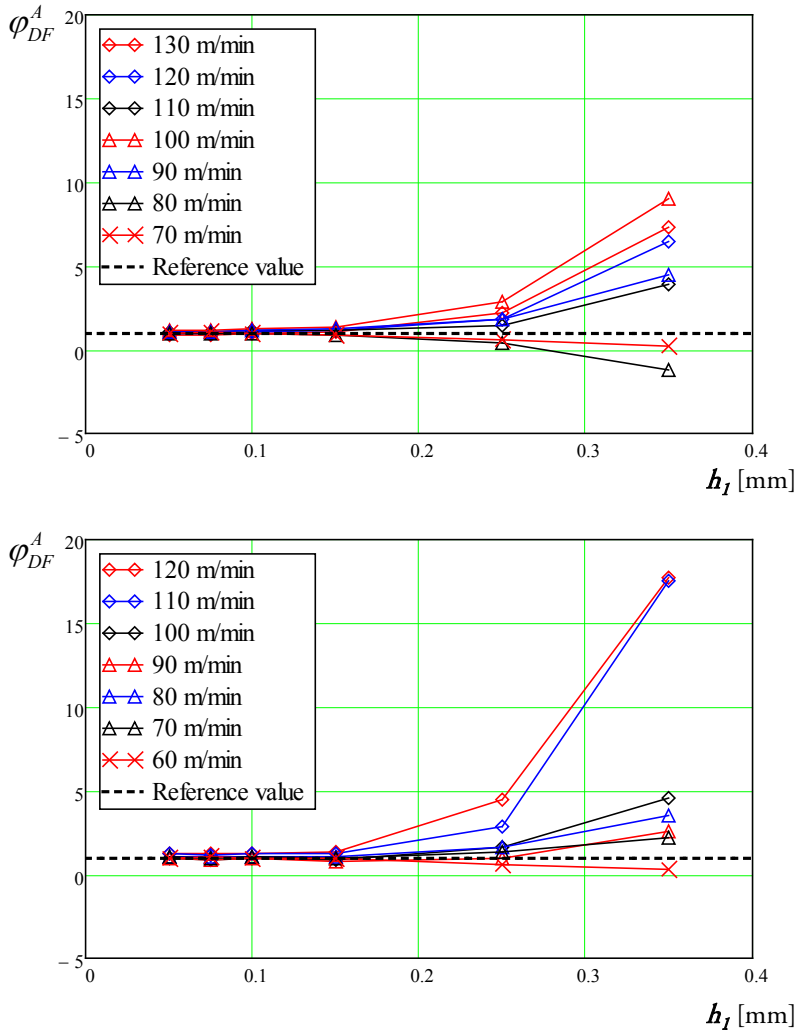 φ_DF^A
20
15
10
5
0
– 5
130 m/min
120 m/min
110 m/min
100 m/min
90 m/min
80 m/min
70 m/min
Reference value
0
0.1
0.2
0.3
0.4
h₁ [mm]
φ_DF^A
20
15
10
5
0
– 5
120 m/min
110 m/min
100 m/min
90 m/min
80 m/min
70 m/min
60 m/min
Reference value
0
0.1
0.2
0.3
0.4
h₁ [mm]